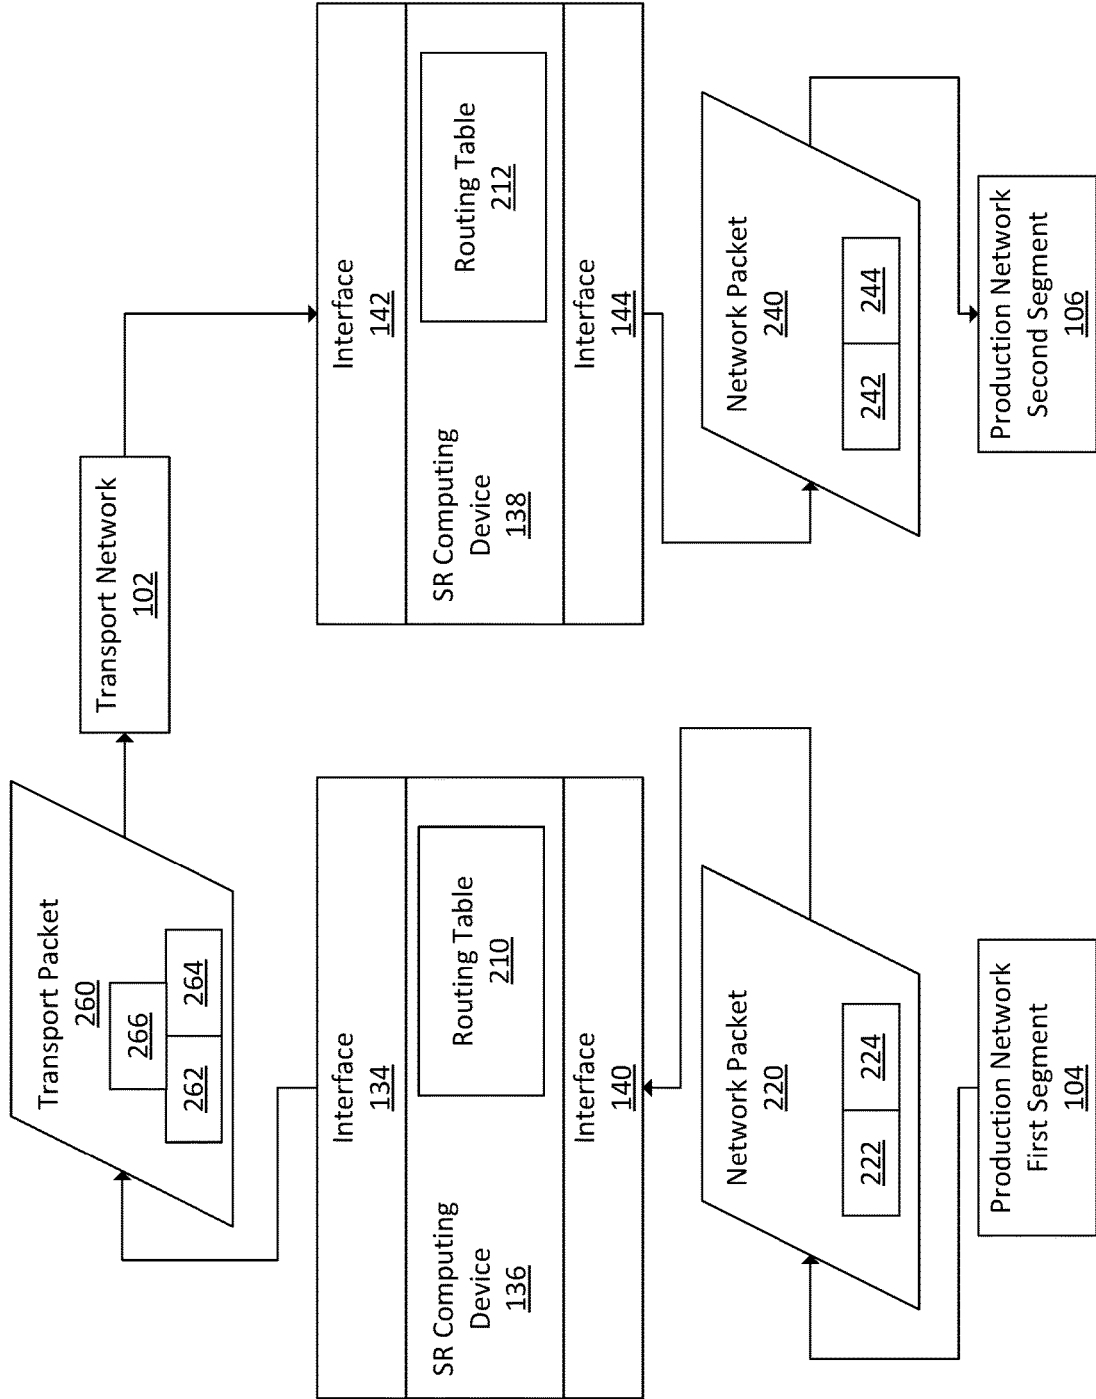 Transport Packet
260
266
262
264
Transport Network
102
Interface
134
SR Computing
Device
136
Routing Table
210
Interface
140
Network Packet
220
222
224
Production Network
First Segment
104
Interface
142
SR Computing
Device
138
Routing Table
212
Interface
144
Network Packet
240
242
244
Production Network
Second Segment
106